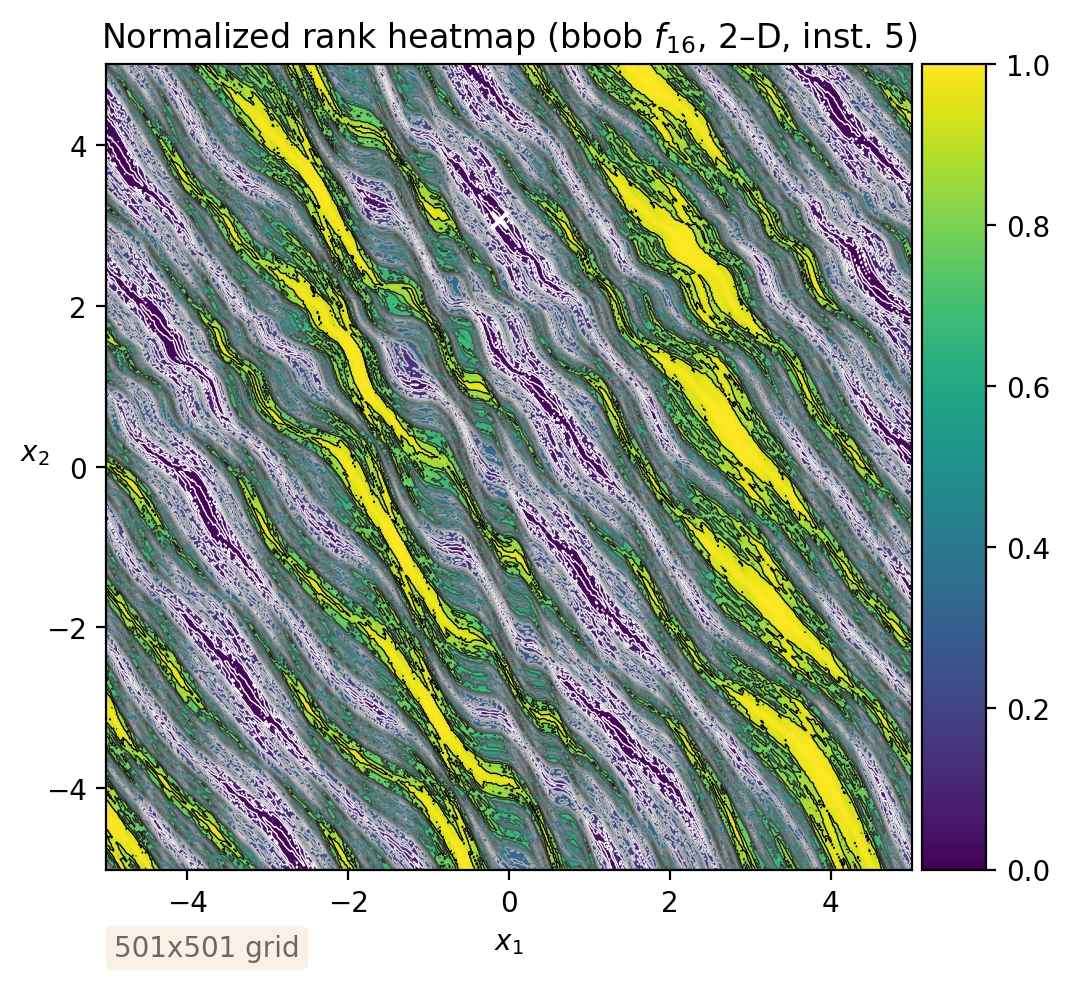 Normalized rank heatmap (bbob f₁₆, 2–D, inst. 5)
1.0
0.8
0.6
0.4
0.2
0.0
4
2
0
−2
−4
x₂
−4 −2 0 2 4
x₁
501x501 grid